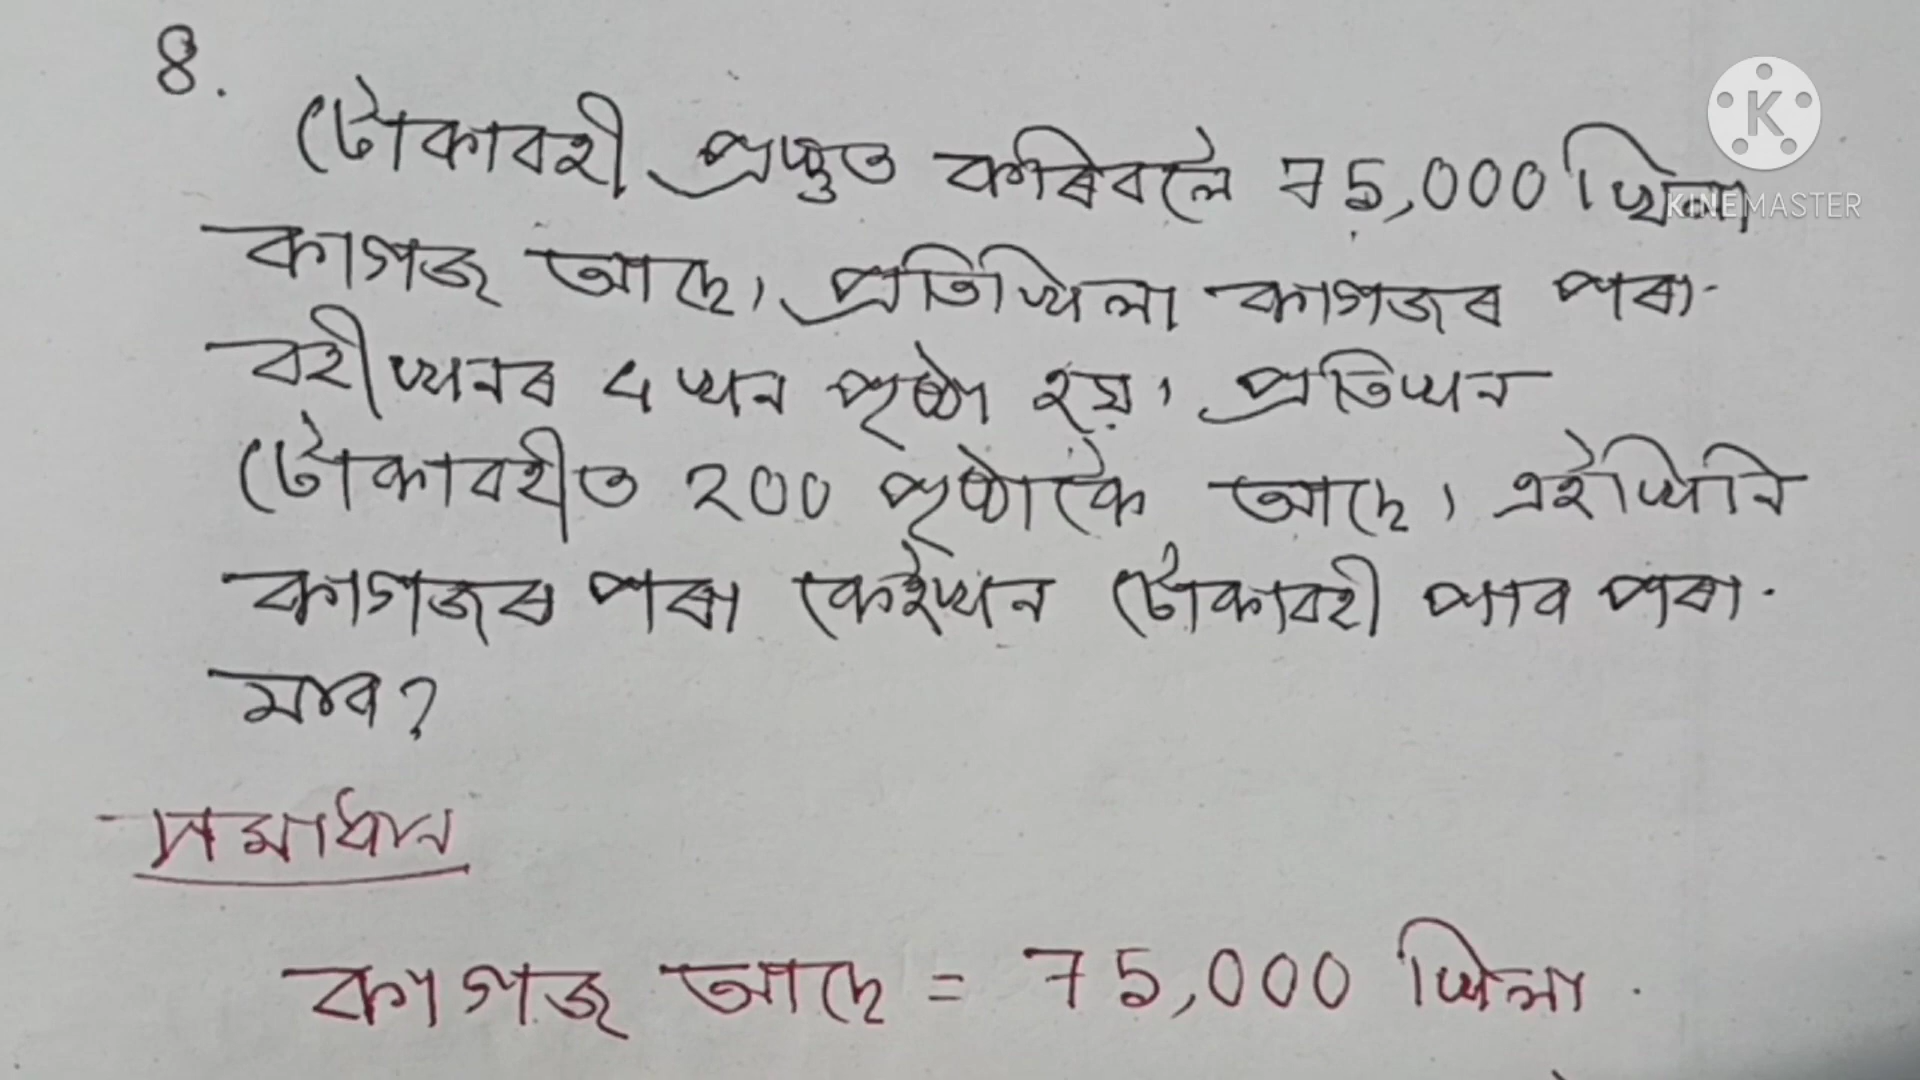 8.
টোকাবহী প্ৰস্তুত কৰিবলৈ 75,000 খিলা
কাগজ আছে, প্ৰতিখিলা কাগজৰ পৰা
বহীখনৰ 4 খন পৃষ্ঠা হয়, প্ৰতিখন
টোকাবহীত 200 পৃষ্ঠাকৈ আছে, এইখিনি
কাগজৰ পৰা কেইখন টোকাবহী পাব পৰা
যাব?
সমাধান
কাগজ আছে = 75,000 খিলা.
K
KINEMASTER